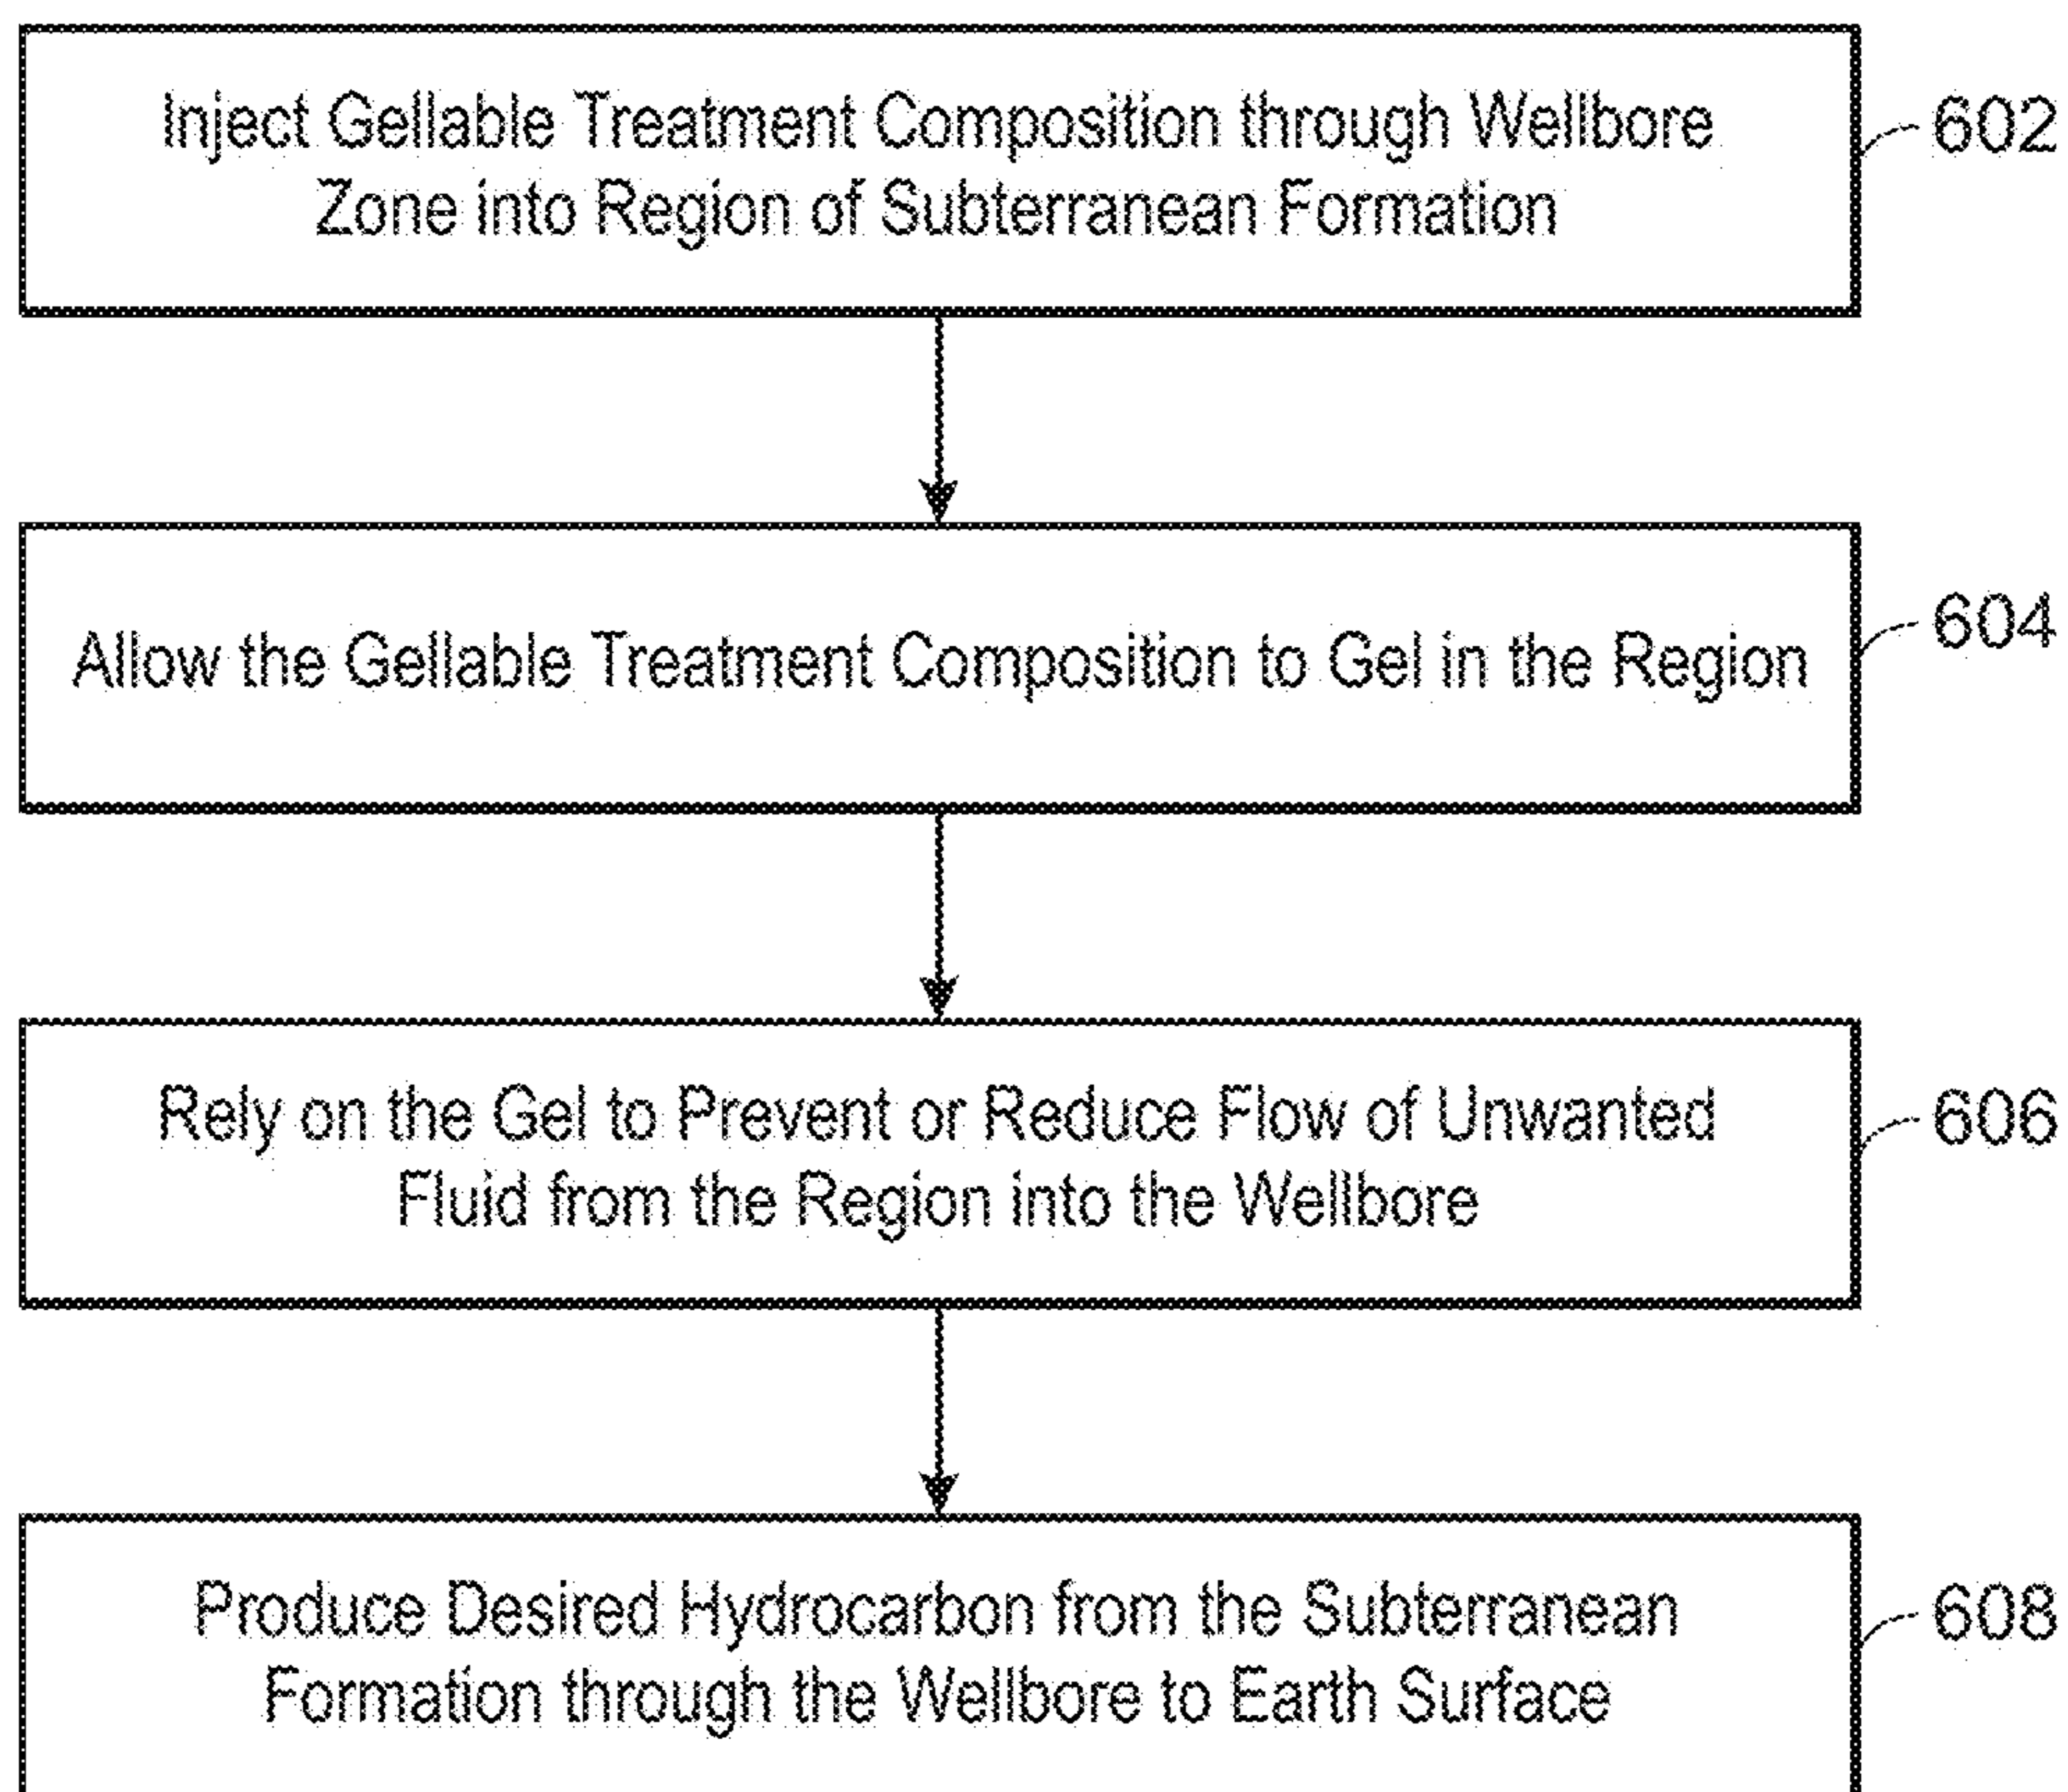 Inject Gellable Treatment Composition through Wellbore
Zone into Region of Subterranean Formation
602
Allow the Gellable Treatment Composition to Gel in the Region
604
Rely on the Gel to Prevent or Reduce Flow of Unwanted
Fluid from the Region into the Wellbore
606
Produce Desired Hydrocarbon from the Subterranean
Formation through the Wellbore to Earth Surface
608